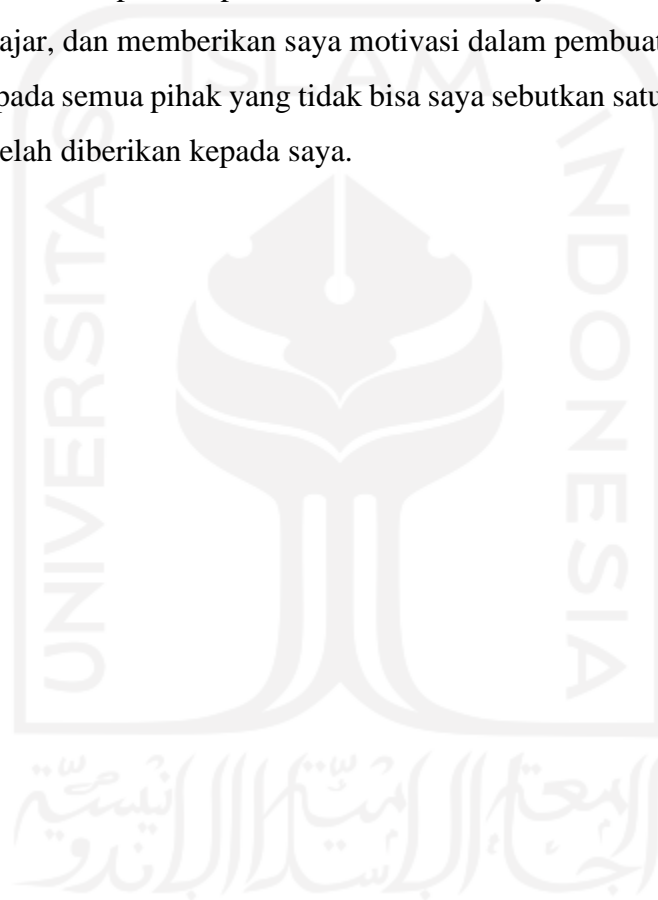 ajar, dan memberikan saya motivasi dalam pembuat
pada semua pihak yang tidak bisa saya sebutkan satu
elah diberikan kepada saya.
ISLAM
UNIVERSITAS
INDONESIA